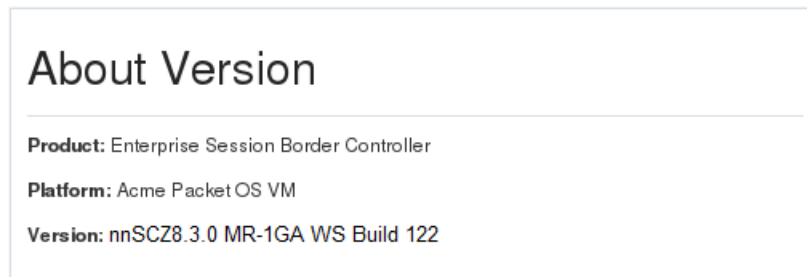 About Version
Product: Enterprise Session Border Controller
Platform: Acme Packet OS VM
Version: nnSCZ8.3.0 MR-1GA WS Build 122